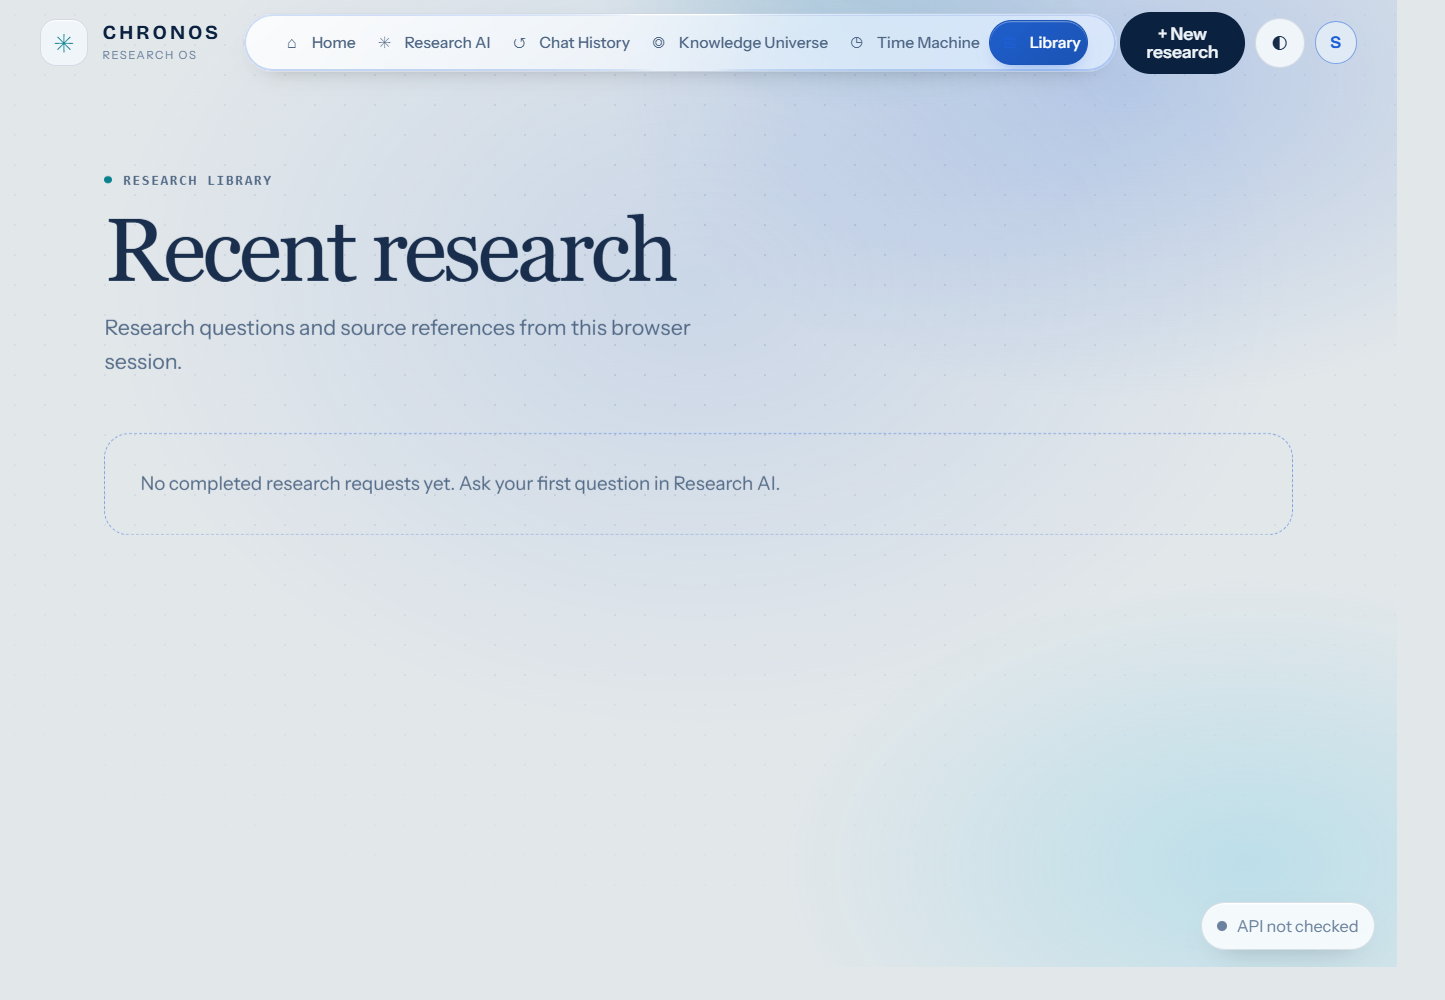 CHRONOS
RESEARCH OS
Home
Research AI
Chat History
Knowledge Universe
Time Machine
Library
+ New
research
S
RESEARCH LIBRARY
Recent research
Research questions and source references from this browser
session.
No completed research requests yet. Ask your first question in Research AI.
API not checked